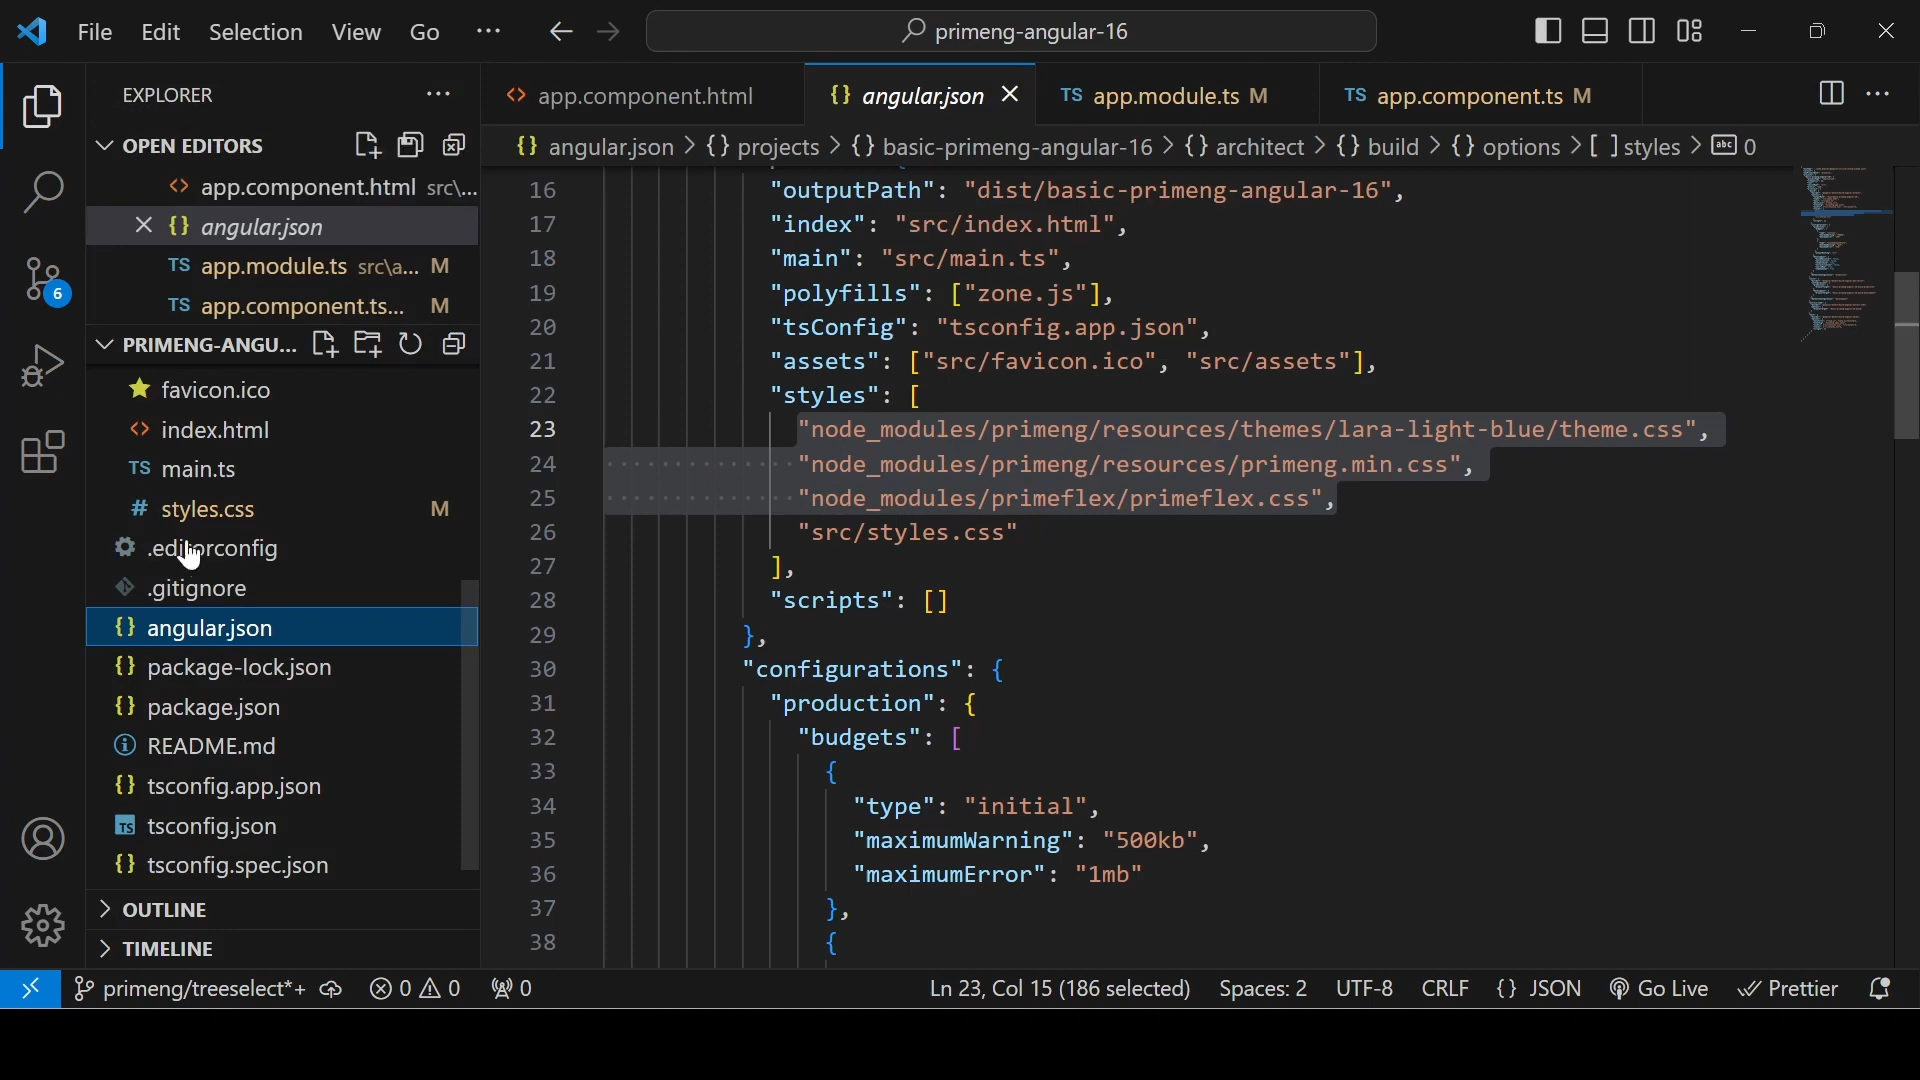 File Edit Selection View Go ··· primeng-angular-16
EXPLORER ···
OPEN EDITORS
app.component.html src\...
angular.json
TS app.module.ts src\a... M
TS app.component.ts... M
PRIMENG-ANGU...
favicon.ico
index.html
TS main.ts
# styles.css M
.editorconfig
.gitignore
{} angular.json
{} package-lock.json
{} package.json
README.md
{} tsconfig.app.json
TS tsconfig.json
{} tsconfig.spec.json
OUTLINE
TIMELINE
<> app.component.html {} angular.json TS app.module.ts M TS app.component.ts M ···
{} angular.json > {} projects > {} basic-primeng-angular-16 > {} architect > {} build > {} options > [ ] styles > abc 0
16 "outputPath": "dist/basic-primeng-angular-16",
17 "index": "src/index.html",
18 "main": "src/main.ts",
19 "polyfills": ["zone.js"],
20 "tsConfig": "tsconfig.app.json",
21 "assets": ["src/favicon.ico", "src/assets"],
22 "styles": [
23 "node_modules/primeng/resources/themes/lara-light-blue/theme.css",
24 "node_modules/primeng/resources/primeng.min.css",
25 "node_modules/primeflex/primeflex.css",
26 "src/styles.css"
27 ],
28 "scripts": []
29 },
30 "configurations": {
31 "production": {
32 "budgets": [
33 {
34 "type": "initial",
35 "maximumWarning": "500kb",
36 "maximumError": "1mb"
37 },
38 {
6
primeng/treeselect*+ 0 0 0 Ln 23, Col 15 (186 selected) Spaces: 2 UTF-8 CRLF {} JSON Go Live Prettier